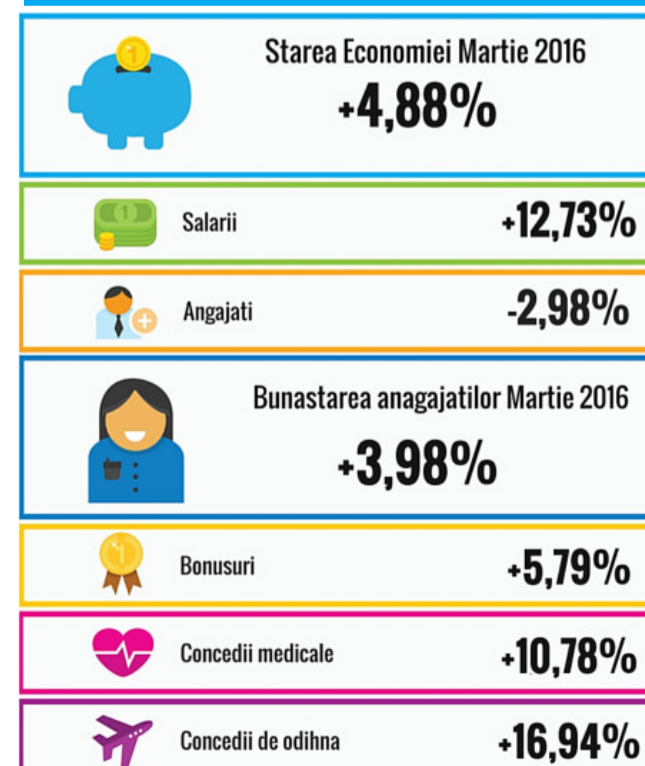 Starea Economiei Martie 2016
+4,88%
Salarii +12,73%
Angajati -2,98%
Bunastarea anagajatilor Martie 2016
+3,98%
Bonusuri +5,79%
Concedii medicale +10,78%
Concedii de odihna +16,94%